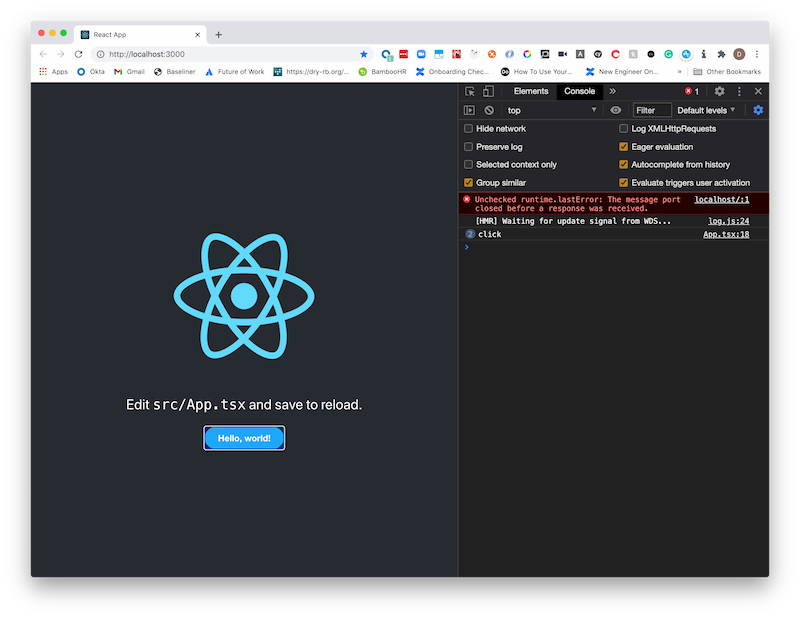 React App
http://localhost:3000
D
Apps
Okta
Gmail
Baseliner
Future of Work
https://dry-rb.org/...
BambooHR
Onboarding Chec...
How To Use Your...
New Engineer On...
»
Other Bookmarks
Elements
Console
»
1
top
Filter
Default levels
Hide network
Log XMLHttpRequests
Preserve log
Eager evaluation
Selected context only
Autocomplete from history
Group similar
Evaluate triggers user activation
Unchecked runtime.lastError: The message port localhost/:1
closed before a response was received.
[HMR] Waiting for update signal from WDS... log.js:24
2 click App.tsx:18
>
Edit src/App.tsx and save to reload.
Hello, world!